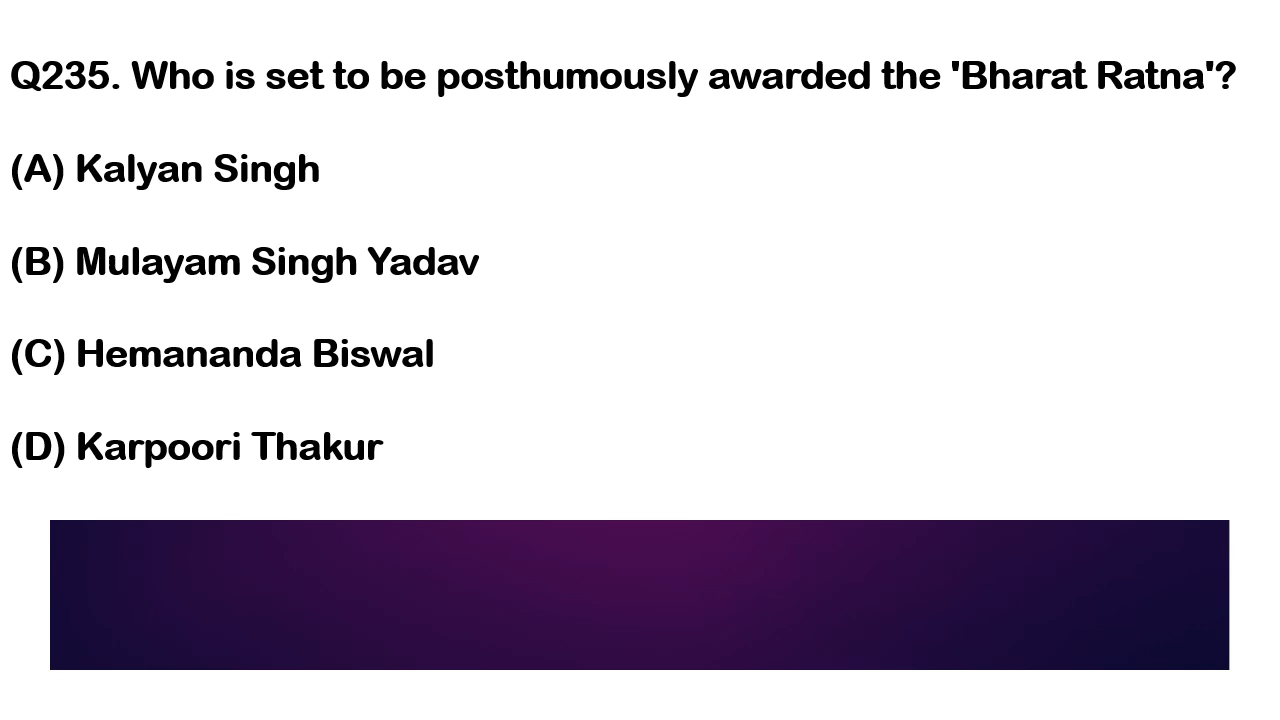 Q235. Who is set to be posthumously awarded the 'Bharat Ratna'?
(A) Kalyan Singh
(B) Mulayam Singh Yadav
(C) Hemananda Biswal
(D) Karpoori Thakur